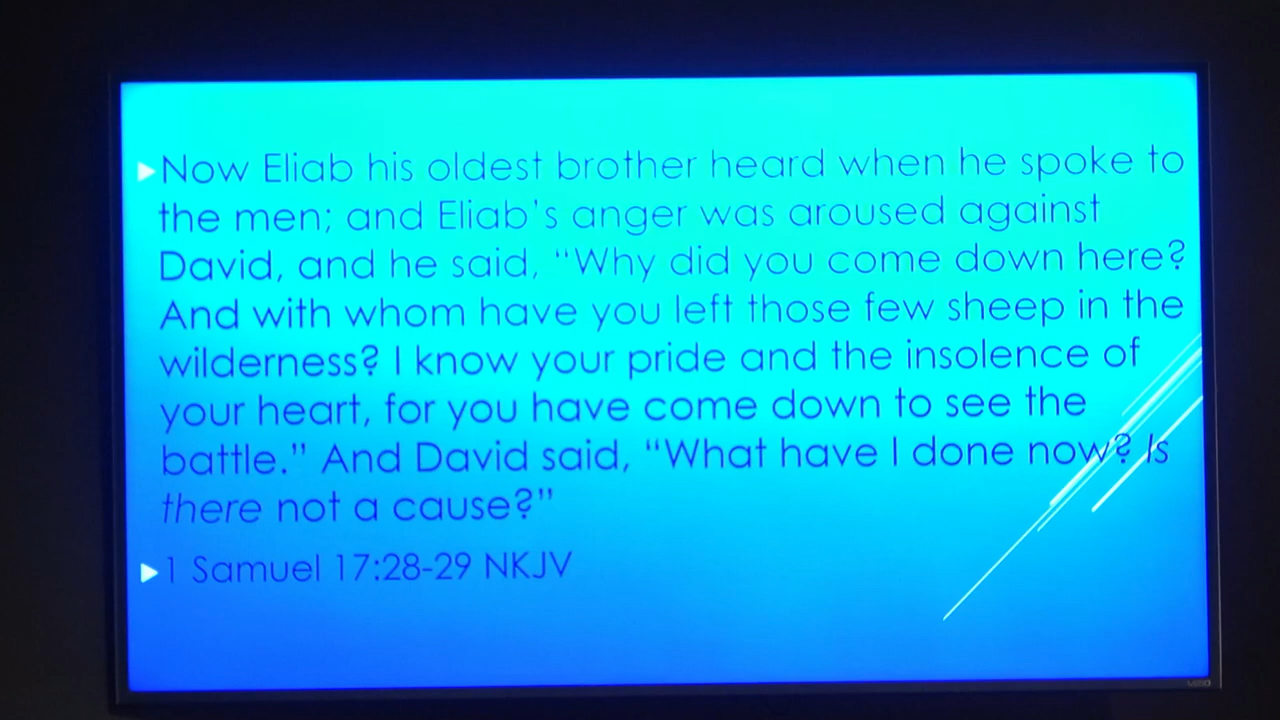 Now Eliab his oldest brother heard when he spoke to
the men; and Eliab's anger was aroused against
David, and he said, “Why did you come down here?
And with whom have you left those few sheep in the
wilderness? I know your pride and the insolence of
your heart, for you have come down to see the
battle.” And David said, “What have I done now? Is
there not a cause?”
1 Samuel 17:28-29 NKJV
VIZIO